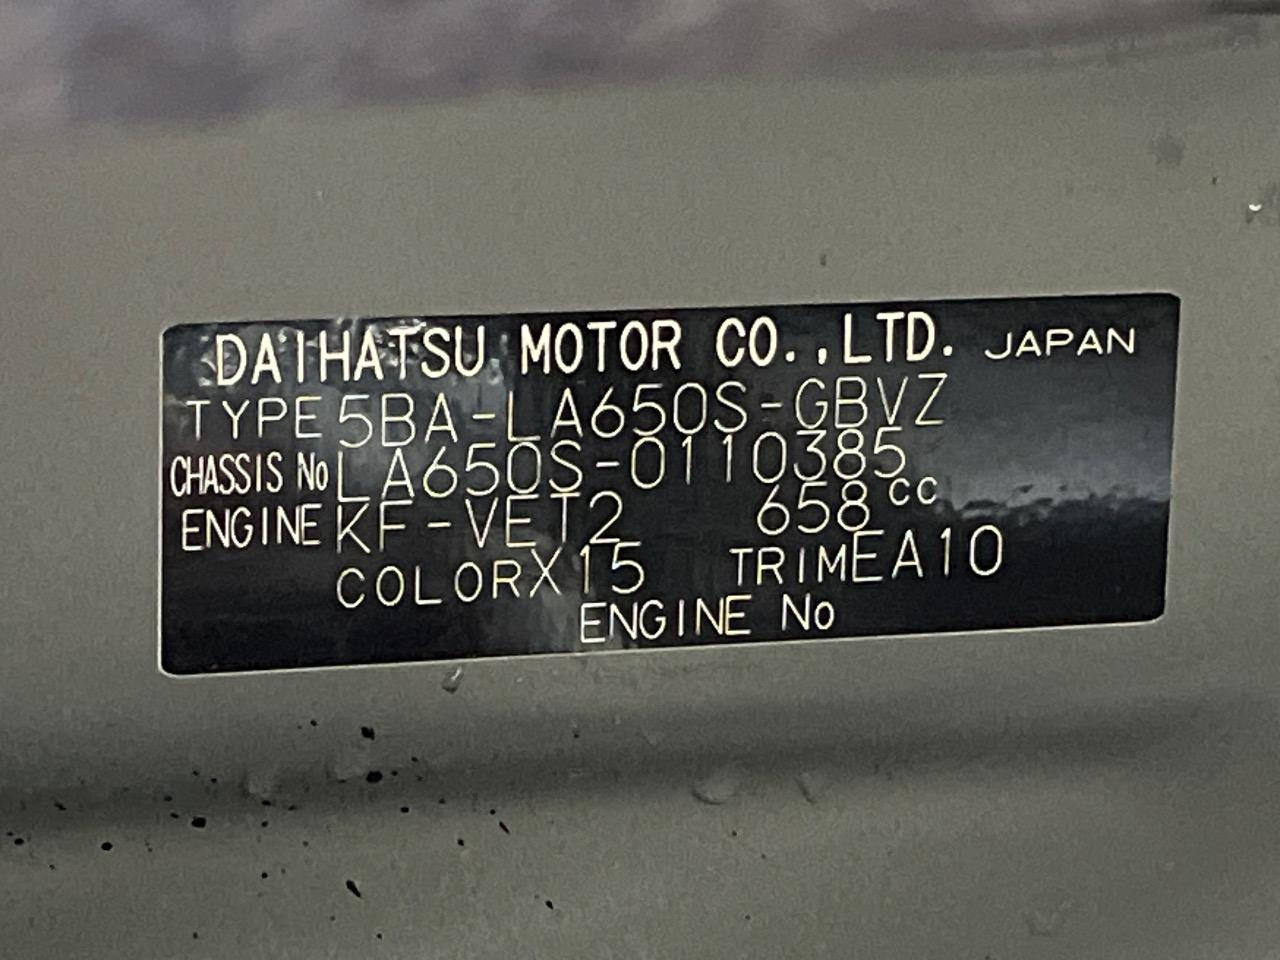 DAIHATSU MOTOR CO.,LTD. JAPAN
TYPE 5BA-LA650S-GBVZ
CHASSIS No LA650S-0110385
ENGINE KF-VET2 658cc
COLOR X15 TRIM EA10
ENGINE No